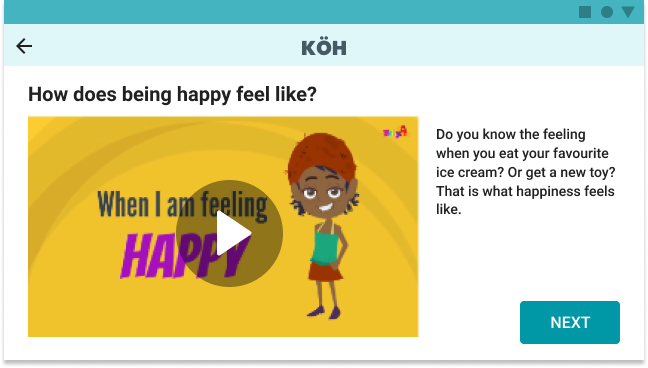 KÖH
How does being happy feel like?
When I am feeling
HAPPY
Do you know the feeling
when you eat your favourite
ice cream? Or get a new toy?
That is what happiness feels
like.
NEXT